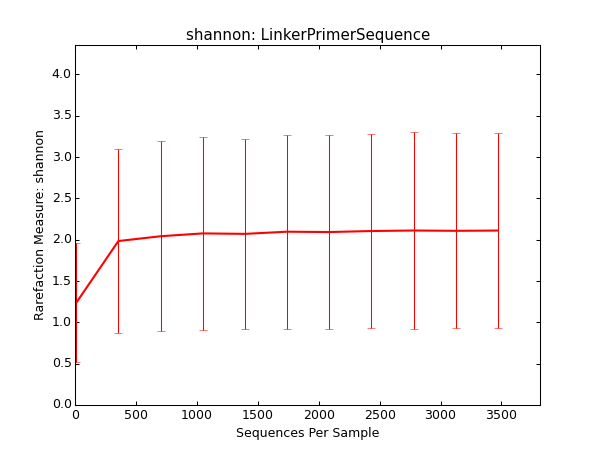 shannon: LinkerPrimerSequence
Rarefaction Measure: shannon
4.0
3.5
3.0
2.5
2.0
1.5
1.0
0.5
0.0
0 500 1000 1500 2000 2500 3000 3500
Sequences Per Sample